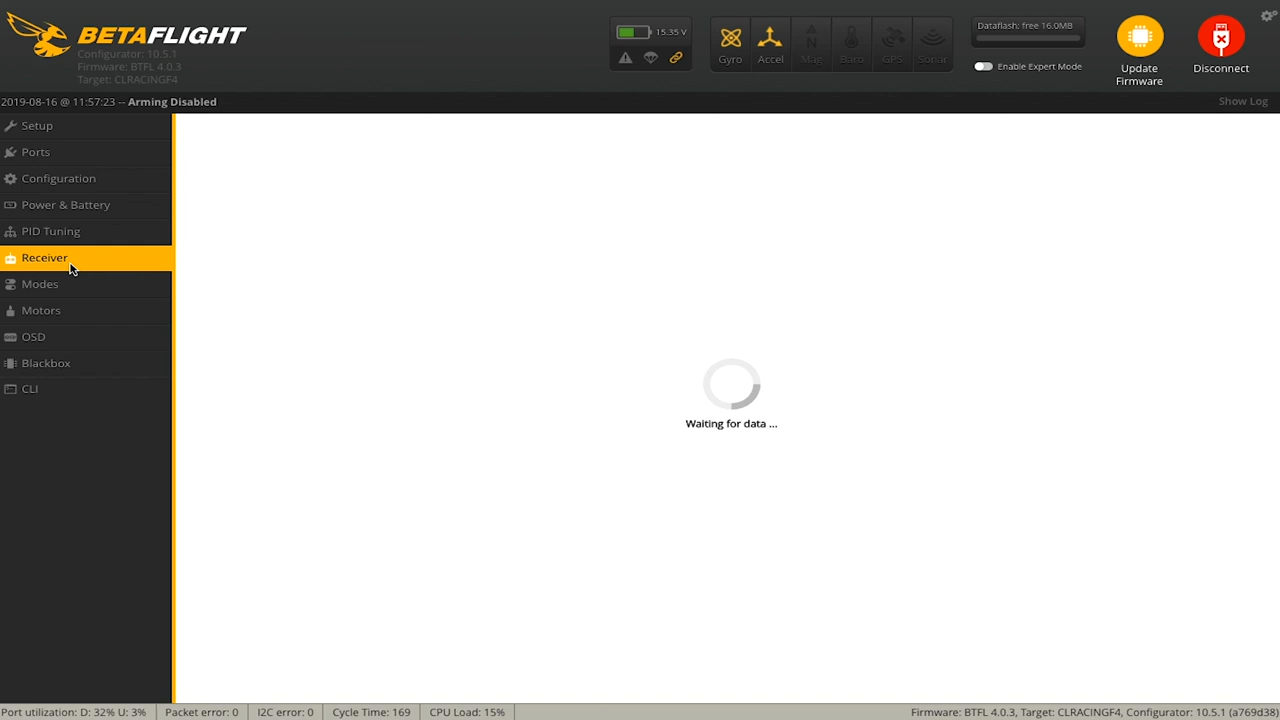 BETAFLIGHT
Configurator: 10.5.1
Firmware: BTFL 4.0.3
Target: CLRACINGF4
15.35 V
Gyro
Accel
Mag
Baro
GPS
Sonar
Dataflash: free 16.0MB
Enable Expert Mode
Update
Firmware
Disconnect
2019-08-16 @ 11:57:23 -- Arming Disabled
Show Log
Setup
Ports
Configuration
Power & Battery
PID Tuning
Receiver
Modes
Motors
OSD
Blackbox
CLI
Waiting for data ...
Port utilization: D: 32% U: 3%
Packet error: 0
I2C error: 0
Cycle Time: 169
CPU Load: 15%
Firmware: BTFL 4.0.3, Target: CLRACINGF4, Configurator: 10.5.1 (a769d38)